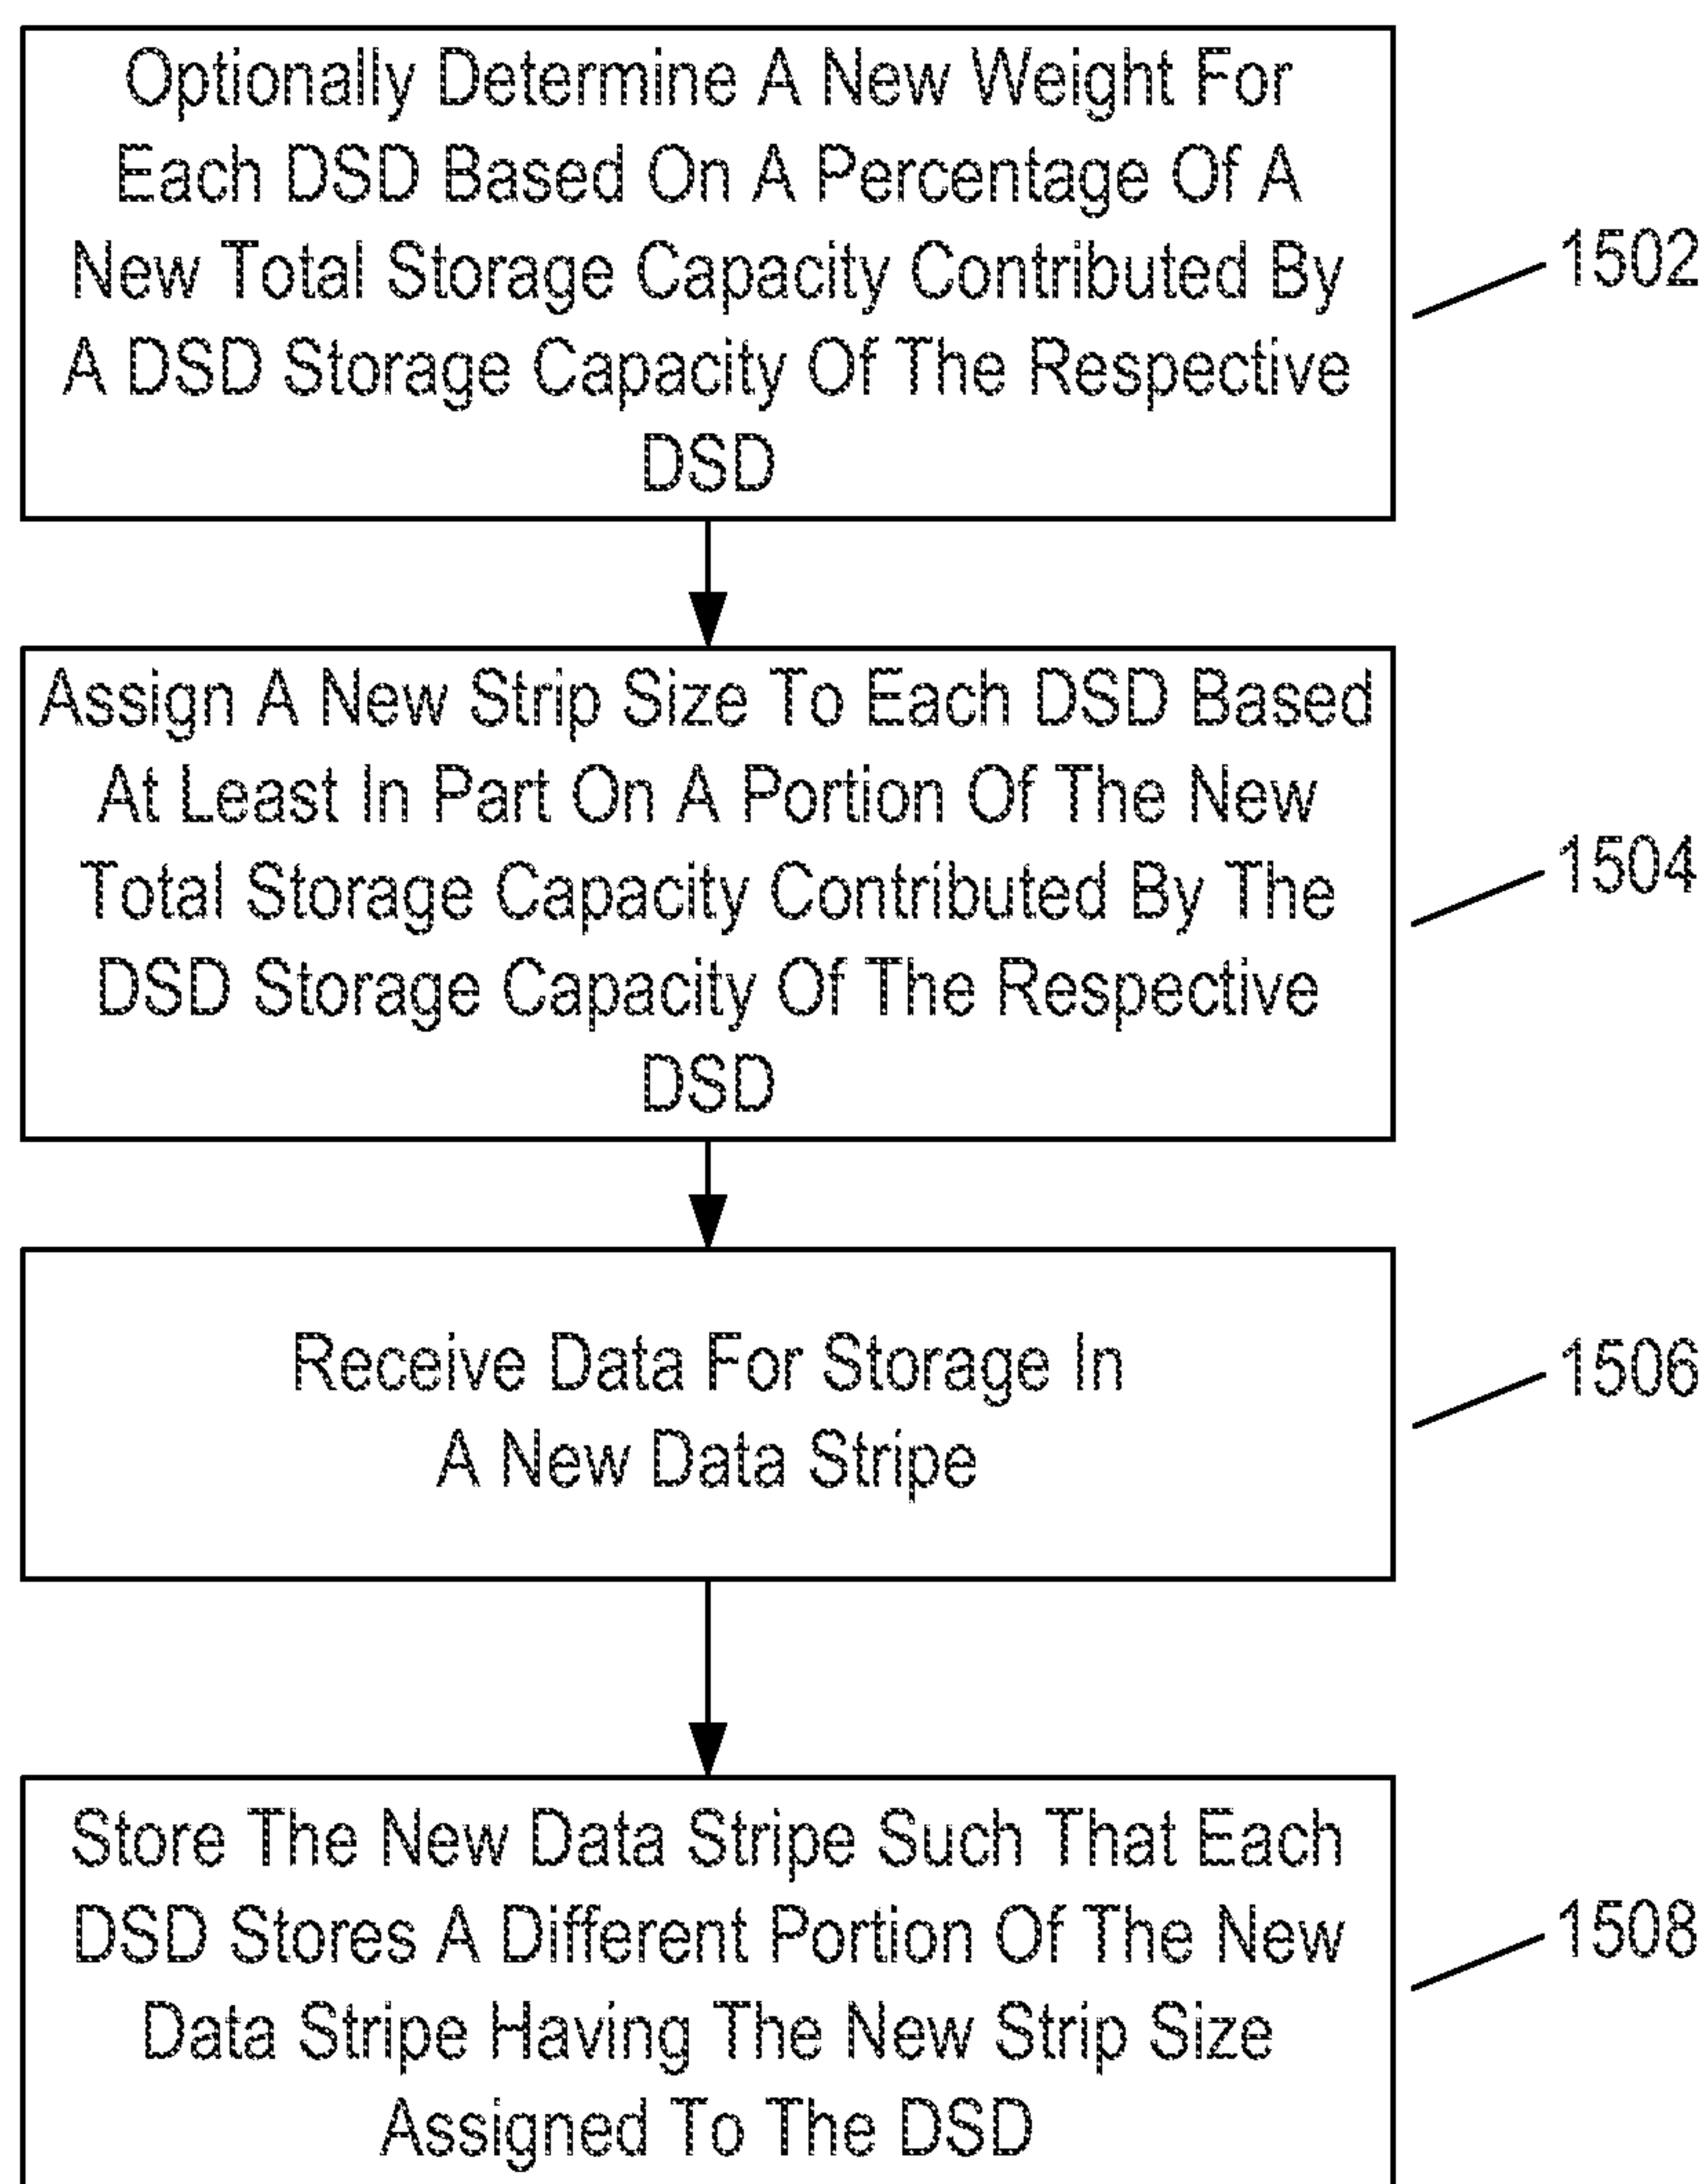 Optionally Determine A New Weight For
Each DSD Based On A Percentage Of A
New Total Storage Capacity Contributed By
A DSD Storage Capacity Of The Respective
DSD
1502
Assign A New Strip Size To Each DSD Based
At Least In Part On A Portion Of The New
Total Storage Capacity Contributed By The
DSD Storage Capacity Of The Respective
DSD
1504
Receive Data For Storage In
A New Data Stripe
1506
Store The New Data Stripe Such That Each
DSD Stores A Different Portion Of The New
Data Stripe Having The New Strip Size
Assigned To The DSD
1508